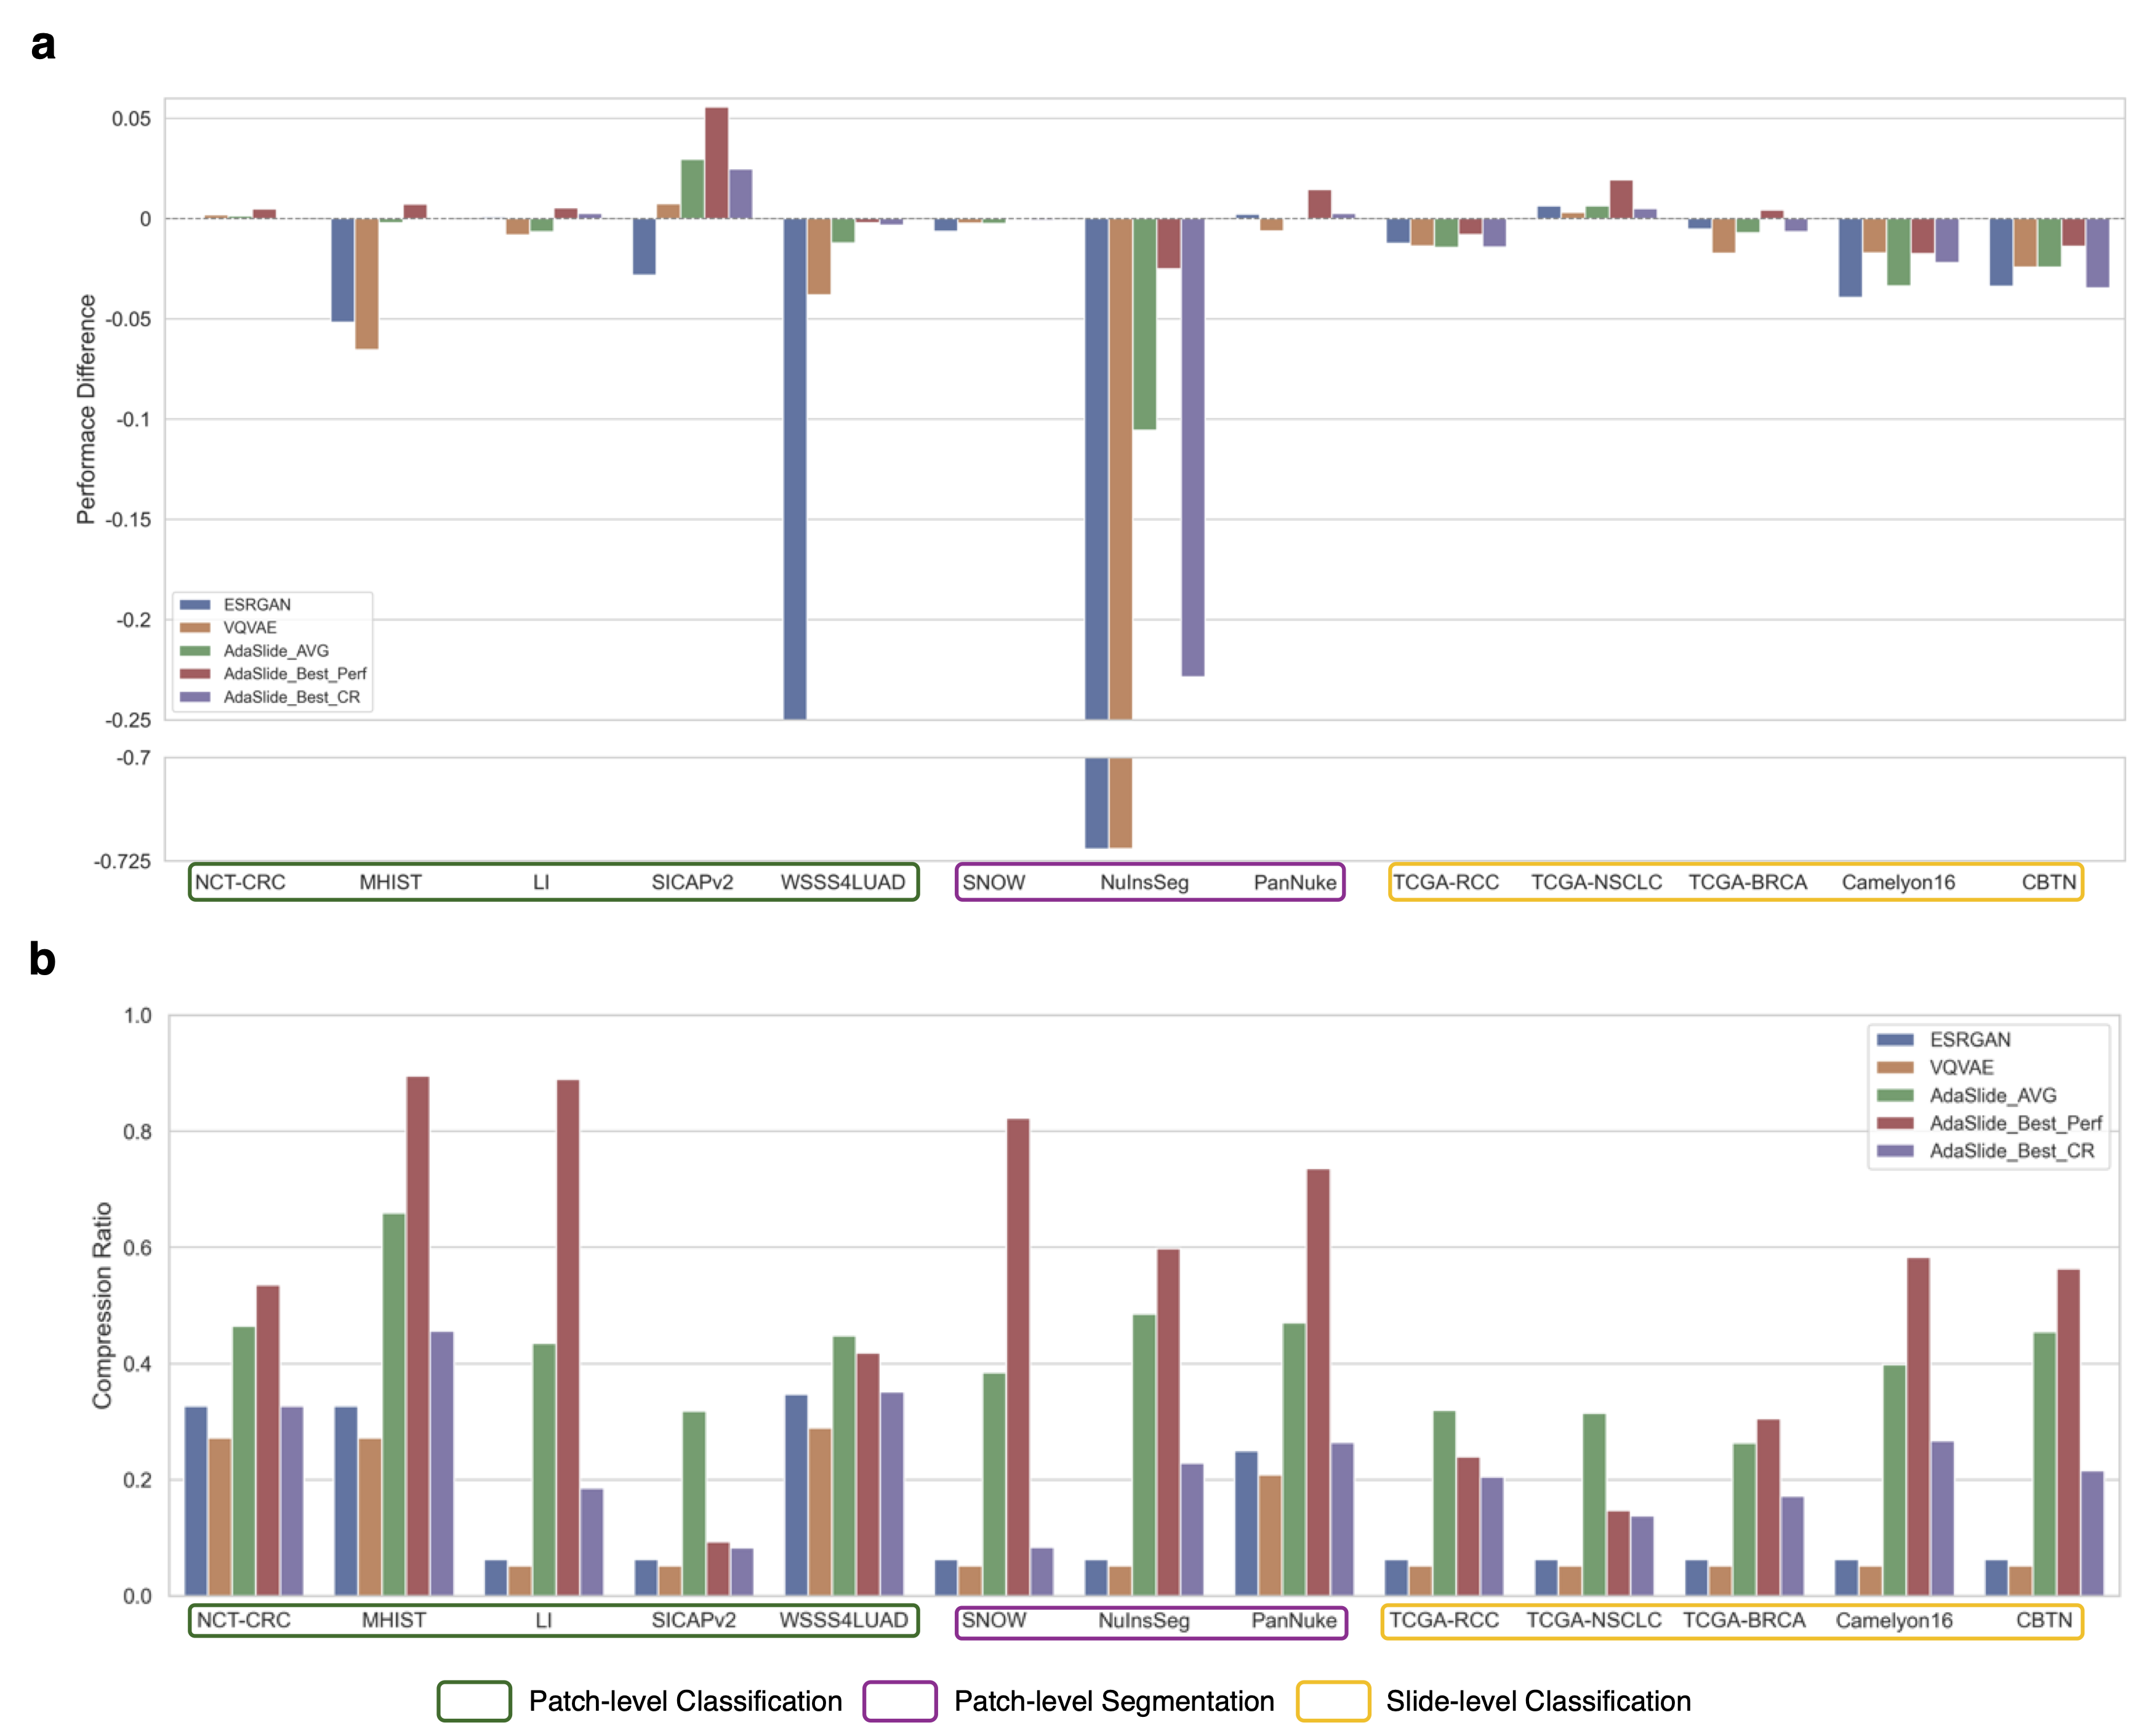 a
0.05
0
-0.05
-0.1
-0.15
-0.2
-0.25
Performace Difference
ESRGAN
VQVAE
AdaSlide_AVG
AdaSlide_Best_Perf
AdaSlide_Best_CR
-0.7
-0.725
NCT-CRC MHIST LI SICAPv2 WSSS4LUAD SNOW NuInsSeg PanNuke TCGA-RCC TCGA-NSCLC TCGA-BRCA Camelyon16 CBTN
b
1.0
0.8
0.6
0.4
0.2
0.0
Compression Ratio
ESRGAN
VQVAE
AdaSlide_AVG
AdaSlide_Best_Perf
AdaSlide_Best_CR
NCT-CRC MHIST LI SICAPv2 WSSS4LUAD SNOW NuInsSeg PanNuke TCGA-RCC TCGA-NSCLC TCGA-BRCA Camelyon16 CBTN
Patch-level Classification Patch-level Segmentation Slide-level Classification